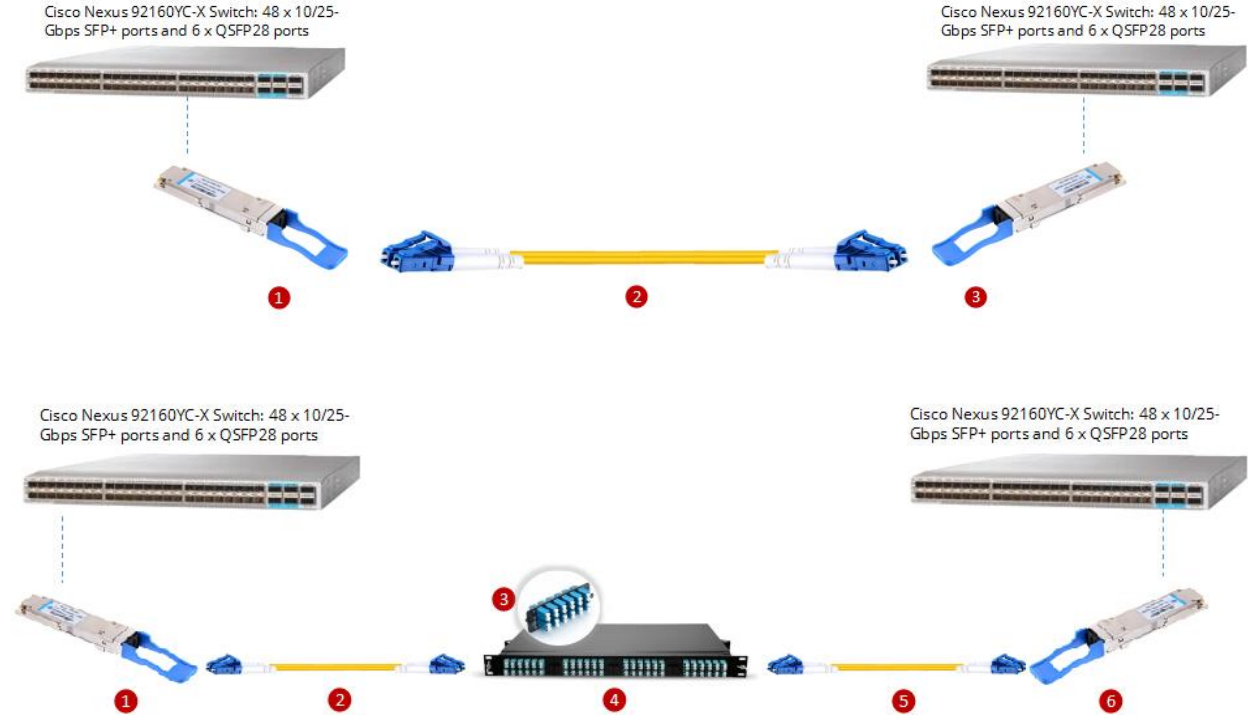 Cisco Nexus 92160YC-X Switch: 48 x 10/25-
Gbps SFP+ ports and 6 x QSFP28 ports
Cisco Nexus 92160YC-X Switch: 48 x 10/25-
Gbps SFP+ ports and 6 x QSFP28 ports
1
2
3
Cisco Nexus 92160YC-X Switch: 48 x 10/25-
Gbps SFP+ ports and 6 x QSFP28 ports
Cisco Nexus 92160YC-X Switch: 48 x 10/25-
Gbps SFP+ ports and 6 x QSFP28 ports
3
1
2
4
5
6